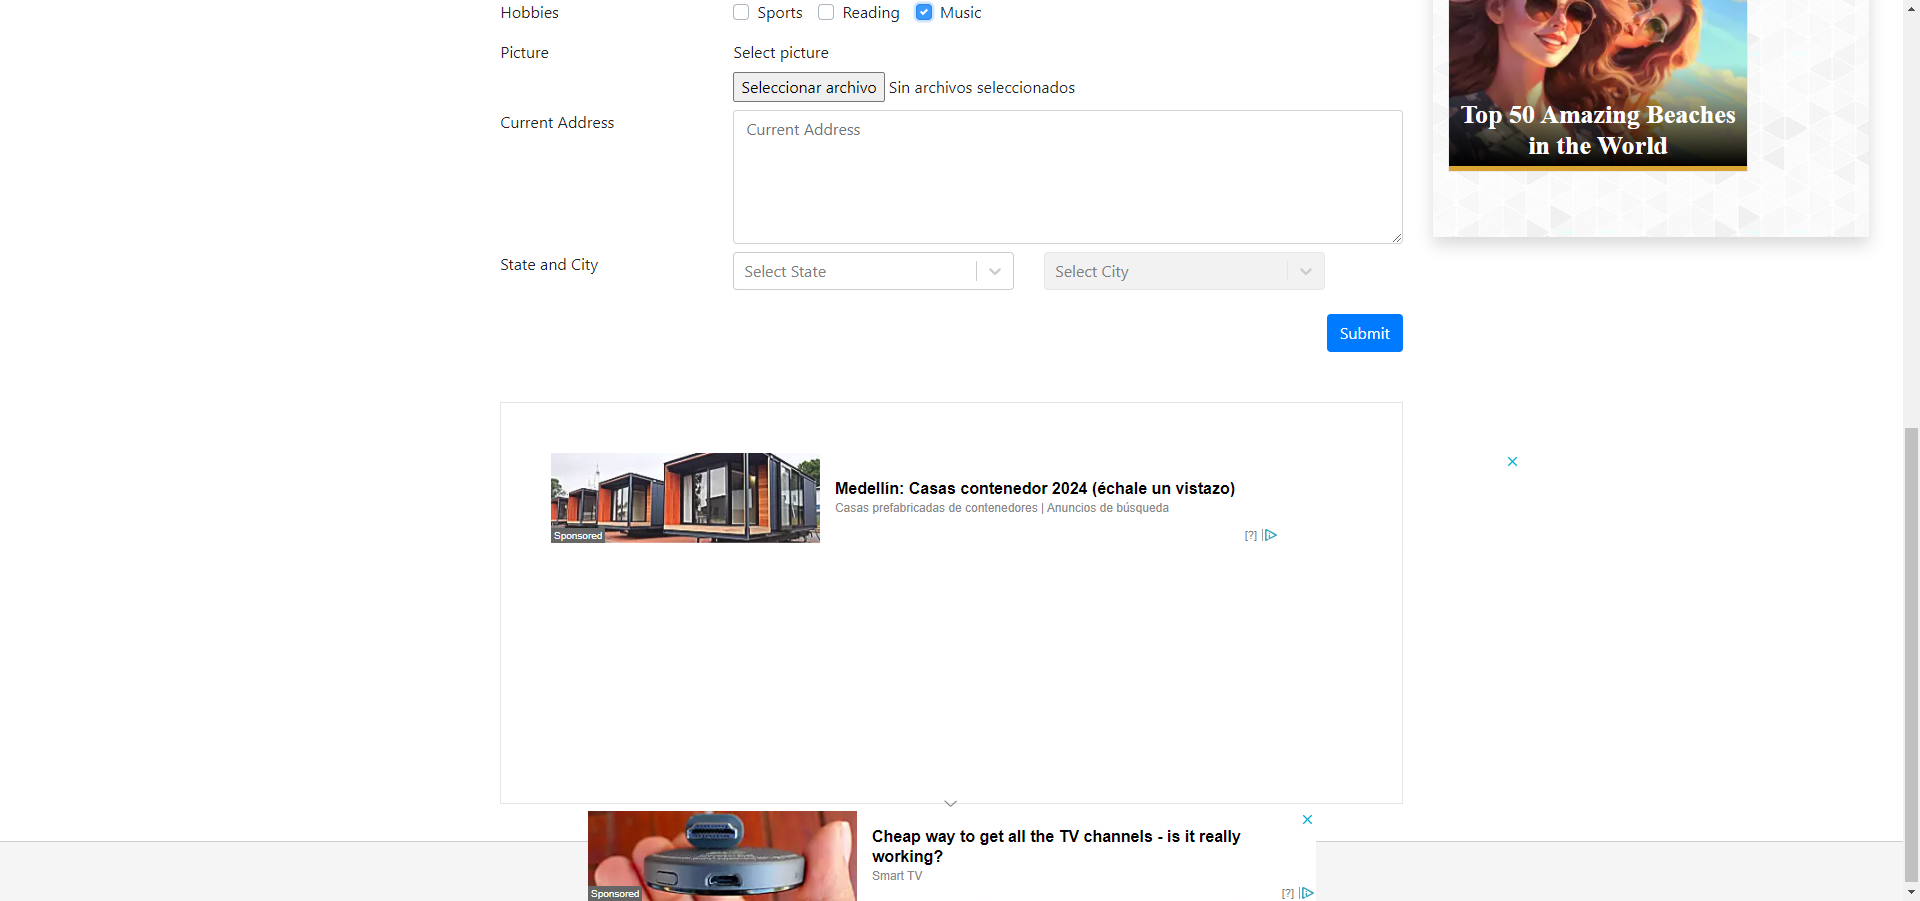 Hobbies
Sports Reading Music
Picture
Select picture
Seleccionar archivo Sin archivos seleccionados
Current Address
Current Address
State and City
Select State
Select City
Submit
Top 50 Amazing Beaches
in the World
Sponsored
Medellín: Casas contenedor 2024 (échale un vistazo)
Casas prefabricadas de contenedores | Anuncios de búsqueda
[?]
Sponsored
Cheap way to get all the TV channels - is it really
working?
Smart TV
[?]